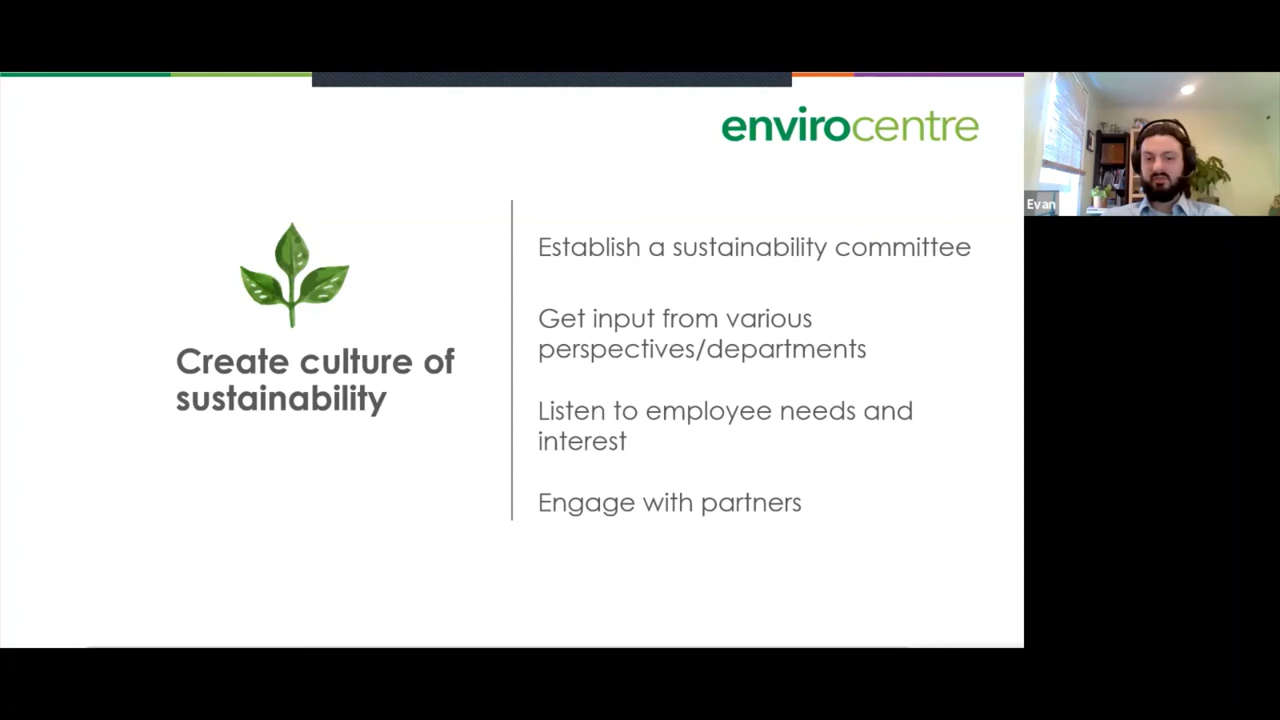 envirocentre
Evan
Establish a sustainability committee
Get input from various
perspectives/departments
Create culture of
sustainability
Listen to employee needs and
interest
Engage with partners